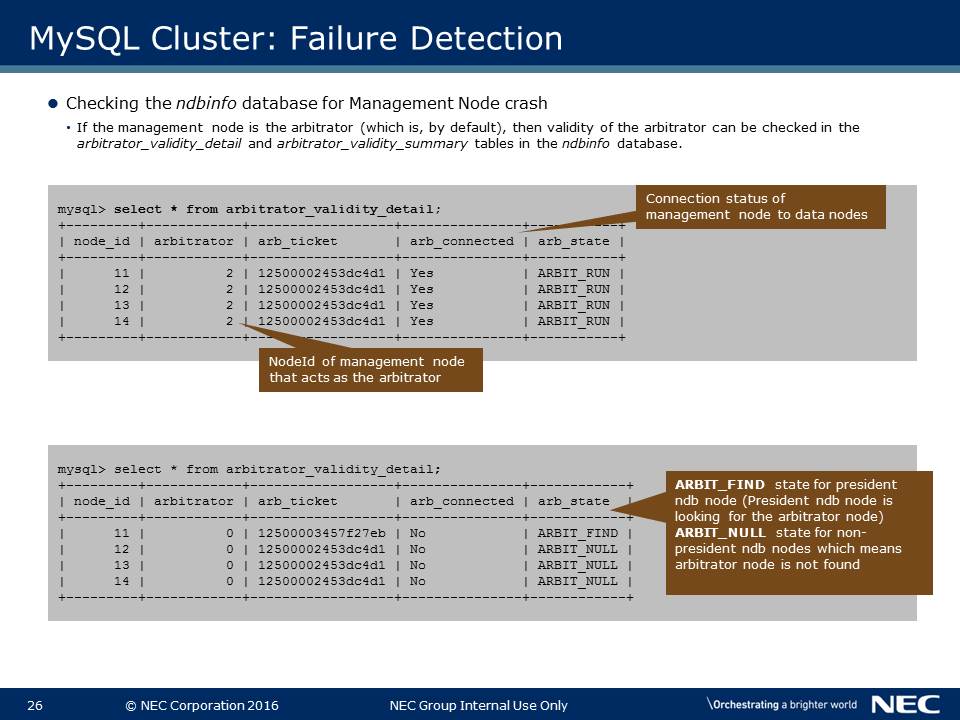 MySQL Cluster: Failure Detection
● Checking the ndbinfo database for Management Node crash
• If the management node is the arbitrator (which is, by default), then validity of the arbitrator can be checked in the
arbitrator_validity_detail and arbitrator_validity_summary tables in the ndbinfo database.
Connection status of
management node to data nodes
mysql> select * from arbitrator_validity_detail;
+---------+------------+------------------+---------------+-----------+
| node_id | arbitrator | arb_ticket       | arb_connected | arb_state |
+---------+------------+------------------+---------------+-----------+
|      11 |          2 | 12500002453dc4d1 | Yes           | ARBIT_RUN |
|      12 |          2 | 12500002453dc4d1 | Yes           | ARBIT_RUN |
|      13 |          2 | 12500002453dc4d1 | Yes           | ARBIT_RUN |
|      14 |          2 | 12500002453dc4d1 | Yes           | ARBIT_RUN |
+---------+------------+------------------+---------------+-----------+
NodeId of management node
that acts as the arbitrator
mysql> select * from arbitrator_validity_detail;
+---------+------------+------------------+---------------+------------+
| node_id | arbitrator | arb_ticket       | arb_connected | arb_state  |
+---------+------------+------------------+---------------+------------+
|      11 |          0 | 12500003457f27eb | No            | ARBIT_FIND |
|      12 |          0 | 12500002453dc4d1 | No            | ARBIT_NULL |
|      13 |          0 | 12500002453dc4d1 | No            | ARBIT_NULL |
|      14 |          0 | 12500002453dc4d1 | No            | ARBIT_NULL |
+---------+------------+------------------+---------------+------------+
ARBIT_FIND state for president
ndb node (President ndb node is
looking for the arbitrator node)
ARBIT_NULL state for non-
president ndb nodes which means
arbitrator node is not found
26 © NEC Corporation 2016 NEC Group Internal Use Only \Orchestrating a brighter world NEC